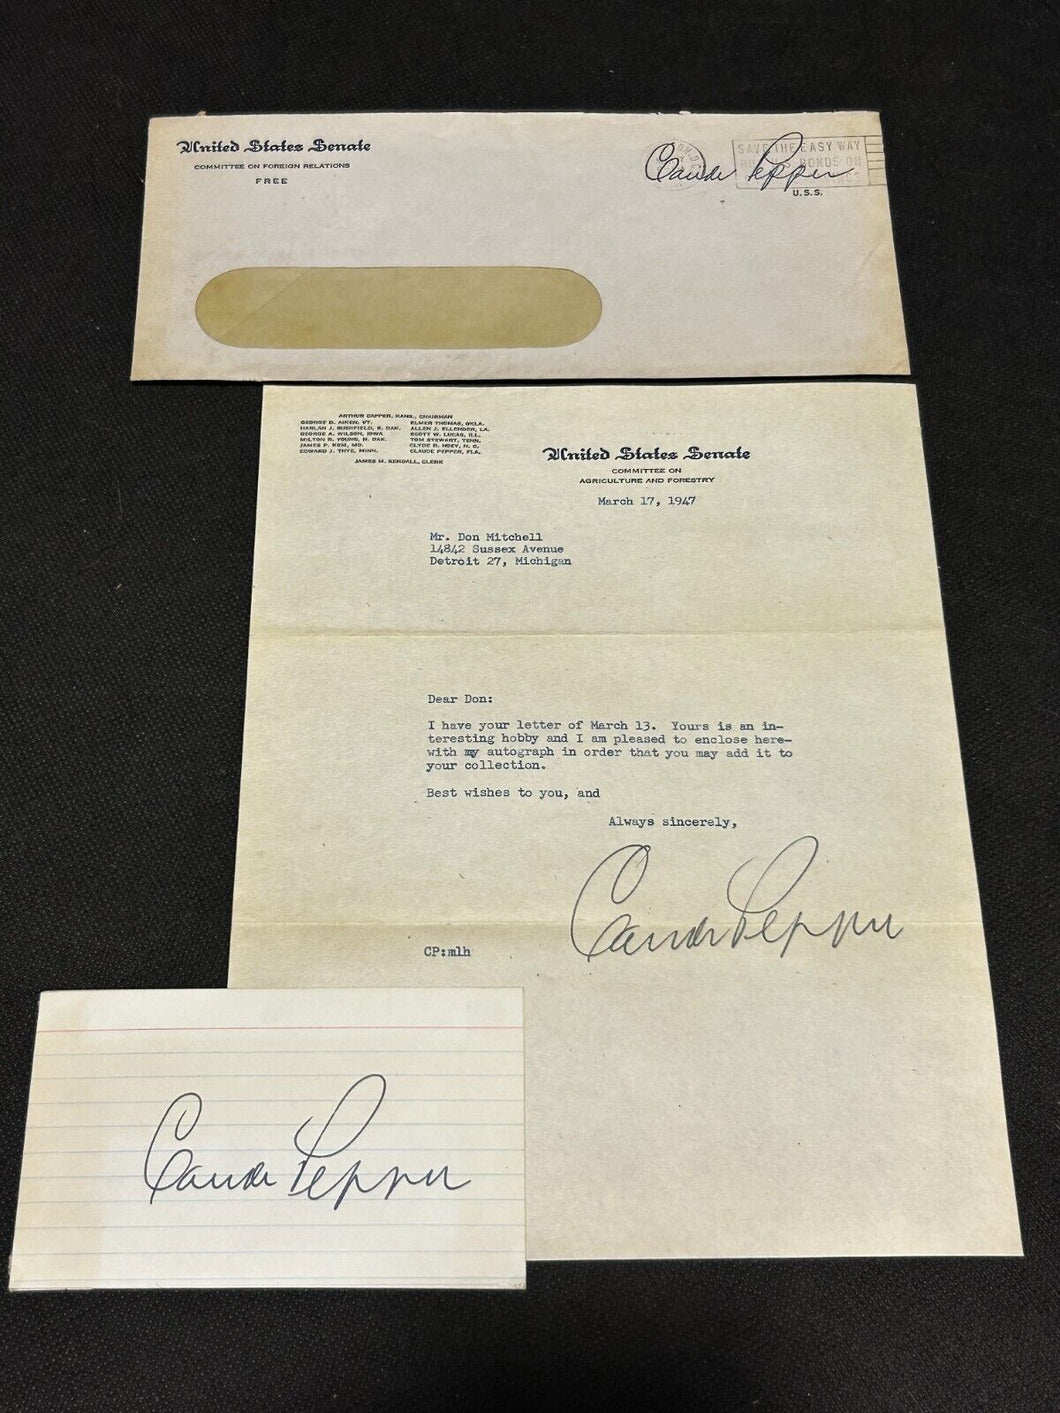 United States Senate
COMMITTEE ON FOREIGN RELATIONS
FREE
SAVE THE EASY WAY
BONDS ON
Claude Pepper
U.S.S.
ARTHUR CAPPER, KANS., CHAIRMAN
GEORGE D. AIKEN, VT. ELMER THOMAS, OKLA.
HARLAN J. BUSHFIELD, S. DAK. ALLEN J. ELLENDER, LA.
GEORGE A. WILSON, IOWA SCOTT W. LUCAS, ILL.
MILTON R. YOUNG, N. DAK. TOM STEWART, TENN.
JAMES P. KEM, MO. CLYDE R. HOEY, N. C.
EDWARD J. THYE, MINN. CLAUDE PEPPER, FLA.
JAMES M. KENDALL, CLERK
United States Senate
COMMITTEE ON
AGRICULTURE AND FORESTRY
March 17, 1947
Mr. Don Mitchell
14842 Sussex Avenue
Detroit 27, Michigan
Dear Don:
I have your letter of March 13. Yours is an in-
teresting hobby and I am pleased to enclose here-
with my autograph in order that you may add it to
your collection.
Best wishes to you, and
Always sincerely,
Claude Pepper
CP:mlh
Claude Pepper